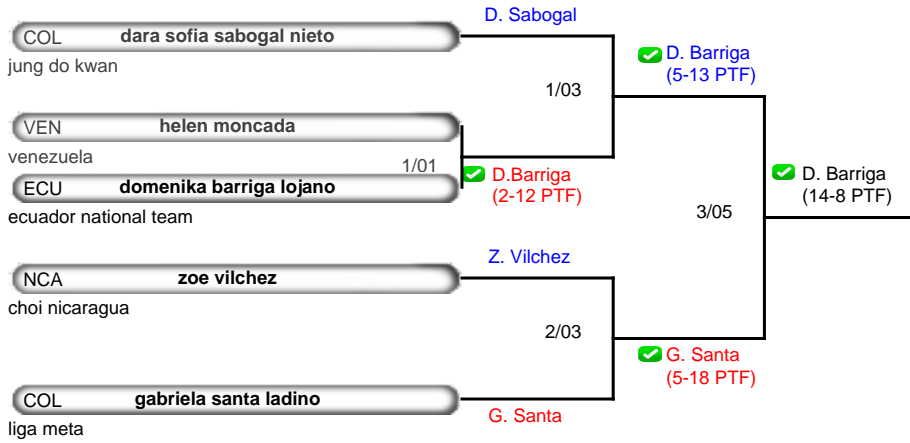 D. Sabogal
COL dara sofia sabogal nieto
jung do kwan
D. Barriga
(5-13 PTF)
1/03
VEN helen moncada
venezuela
1/01
ECU domenika barriga lojano
ecuador national team
D.Barriga
(2-12 PTF)
D. Barriga
(14-8 PTF)
3/05
Z. Vilchez
NCA zoe vilchez
choi nicaragua
2/03
G. Santa
(5-18 PTF)
COL gabriela santa ladino
liga meta
G. Santa